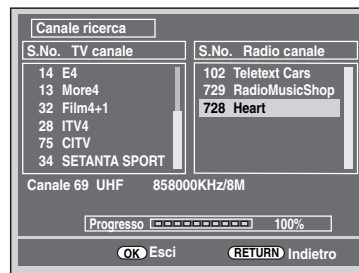 Canale ricerca
S.No. TV canale
14 E4
13 More4
32 Film4+1
28 ITV4
75 CITV
34 SETANTA SPORT
S.No. Radio canale
102 Teletext Cars
729 RadioMusicShop
728 Heart
Canale 69 UHF 858000KHz/8M
Progresso 100%
OK Esci RETURN Indietro